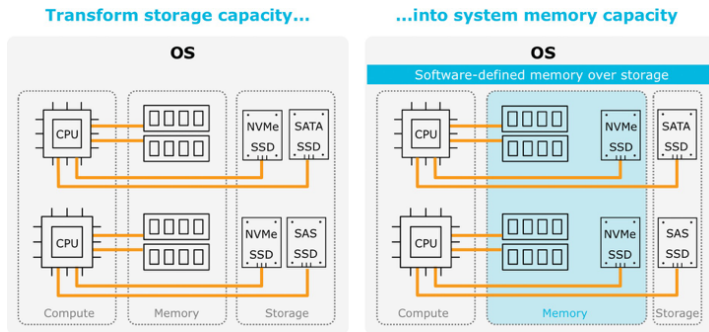 Transform storage capacity...
...into system memory capacity
OS
CPU
NVMe
SSD
SATA
SSD
CPU
NVMe
SSD
SAS
SSD
Compute
Memory
Storage
OS
Software-defined memory over storage
CPU
NVMe
SSD
SATA
SSD
CPU
NVMe
SSD
SAS
SSD
Compute
Memory
Storage